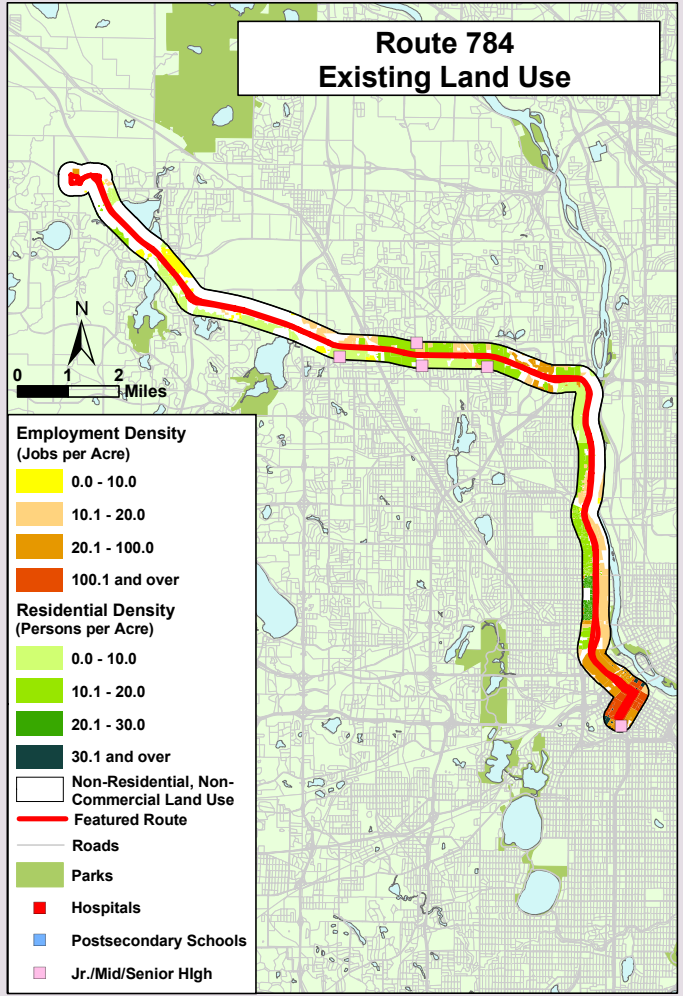 Route 784
Existing Land Use
N
0 1 2
Miles
Employment Density
(Jobs per Acre)
0.0 - 10.0
10.1 - 20.0
20.1 - 100.0
100.1 and over
Residential Density
(Persons per Acre)
0.0 - 10.0
10.1 - 20.0
20.1 - 30.0
30.1 and over
Non-Residential, Non-
Commercial Land Use
Featured Route
Roads
Parks
Hospitals
Postsecondary Schools
Jr./Mid/Senior HIgh